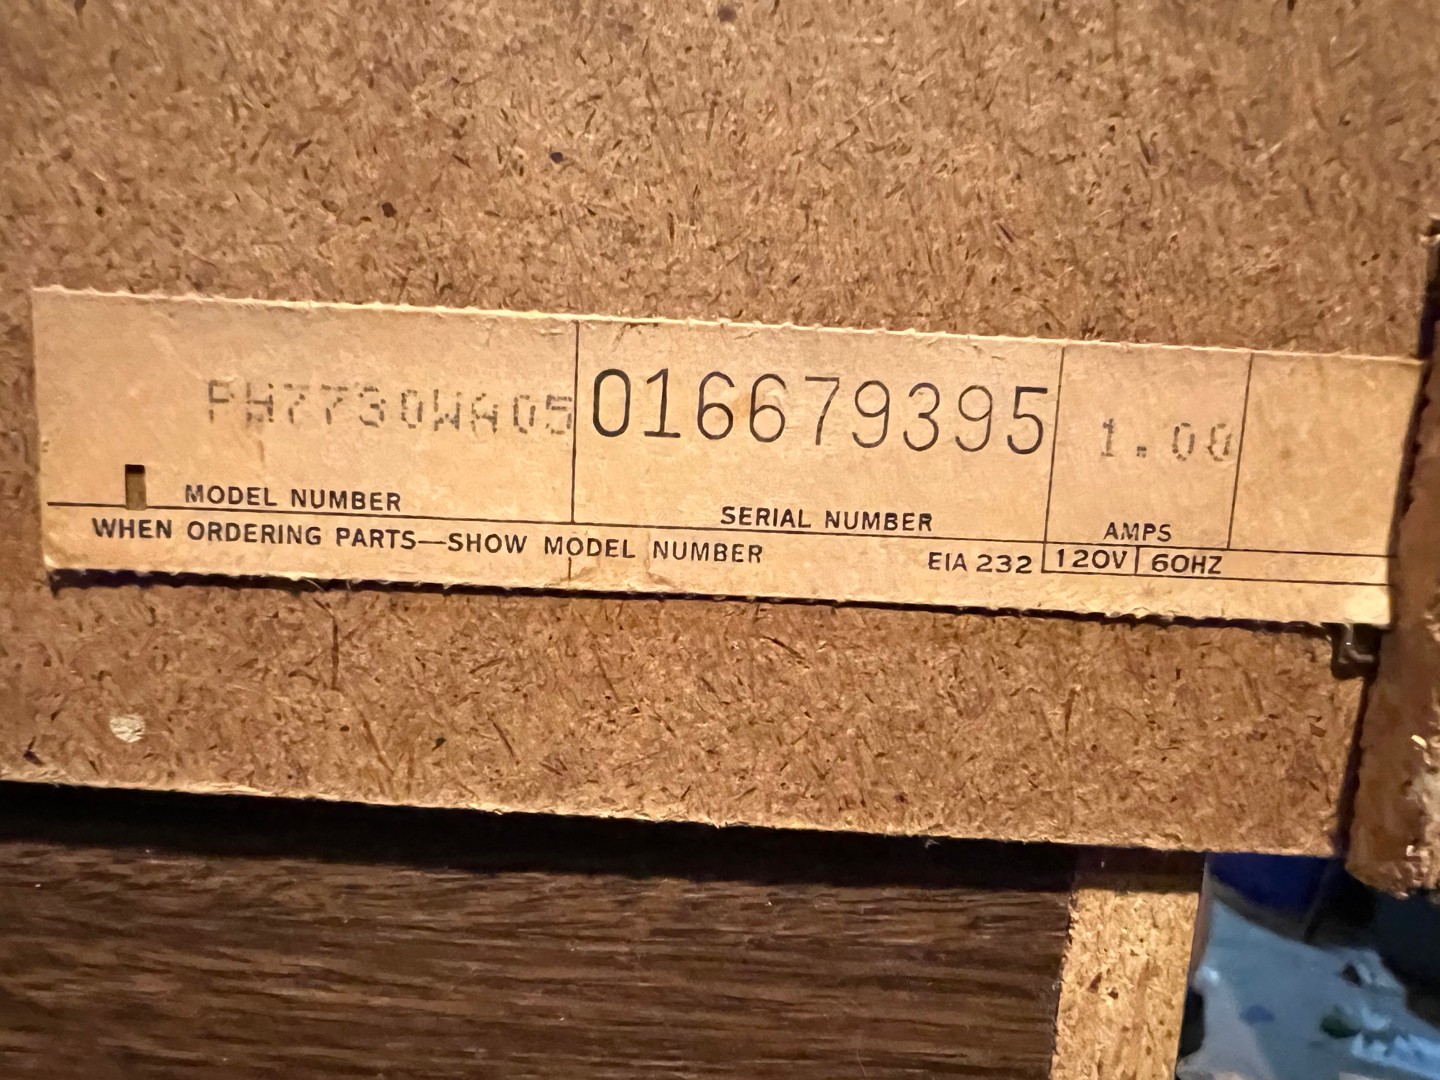 PH7730WA05 016679395 1.00
MODEL NUMBER SERIAL NUMBER AMPS
WHEN ORDERING PARTS—SHOW MODEL NUMBER EIA 232 120V 60HZ